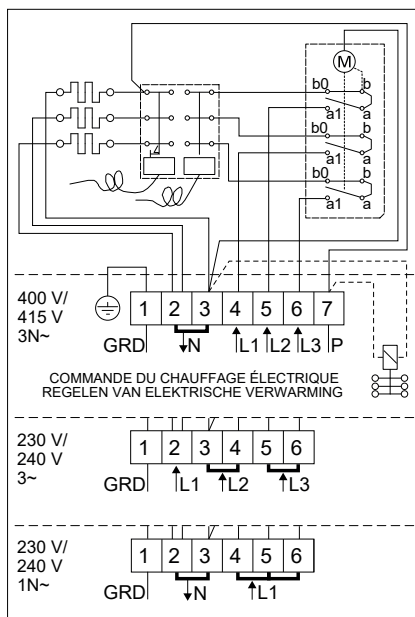 M
b0 b
a1 a
b0 b
a1 a
b0 b
a1 a
400 V/
415 V
3N~
1 2 3 4 5 6 7
GRD N L1 L2 L3 P
COMMANDE DU CHAUFFAGE ÉLECTRIQUE
REGELEN VAN ELEKTRISCHE VERWARMING
230 V/
240 V
3~
1 2 3 4 5 6
GRD L1 L2 L3
230 V/
240 V
1N~
1 2 3 4 5 6
GRD N L1